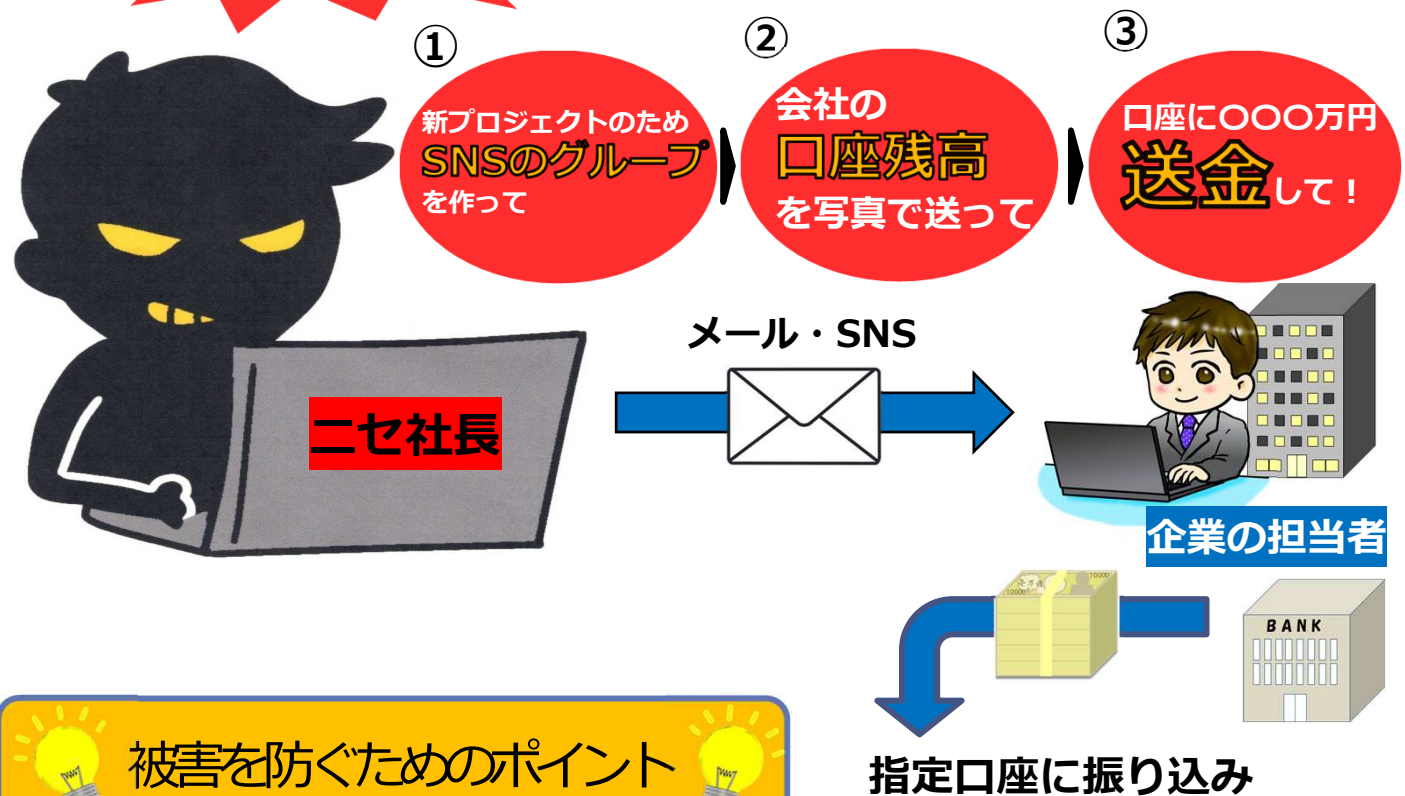 ①
新プロジェクトのため
SNSのグループ
を作って
②
会社の
口座残高
を写真で送って
③
口座に〇〇〇万円
送金して！
メール・SNS
ニセ社長
企業の担当者
BANK
指定口座に振り込み
被害を防ぐためのポイント